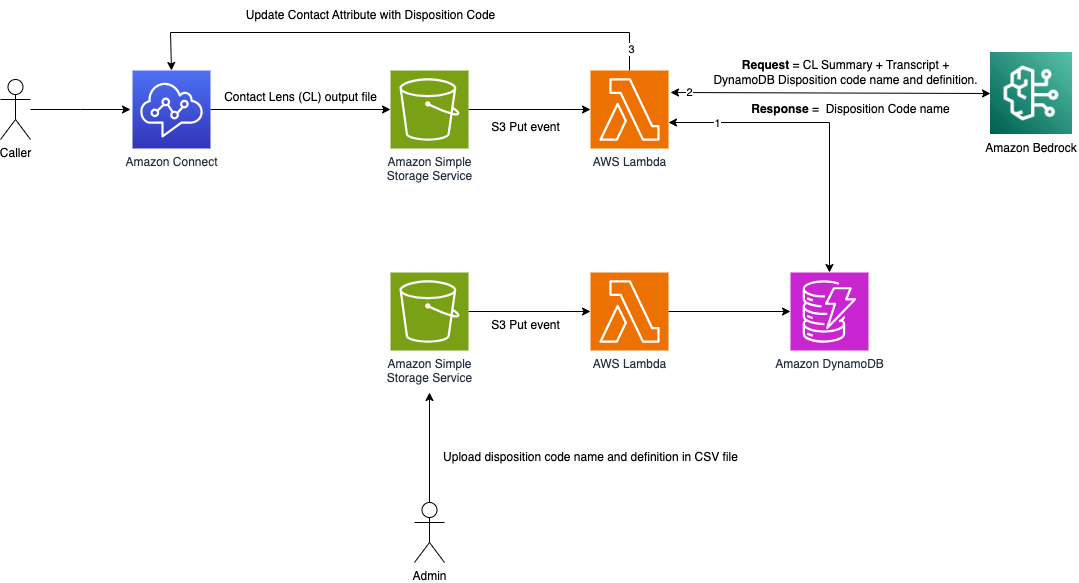 Update Contact Attribute with Disposition Code
3
Request = CL Summary + Transcript +
DynamoDB Disposition code name and definition.
2
Contact Lens (CL) output file
Response =  Disposition Code name
S3 Put event
1
Caller
Amazon Connect
Amazon Simple
Storage Service
AWS Lambda
Amazon Bedrock
S3 Put event
Amazon Simple
Storage Service
AWS Lambda
Amazon DynamoDB
Upload disposition code name and definition in CSV file
Admin